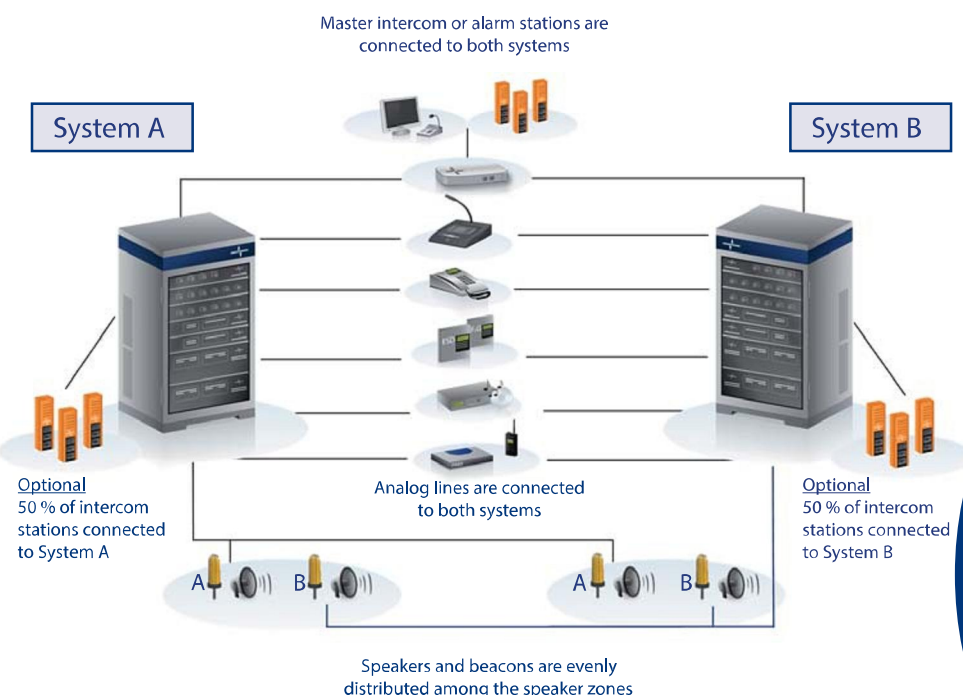 Master intercom or alarm stations are
connected to both systems
System A
System B
ESD
Optional
50 % of intercom
stations connected
to System A
Analog lines are connected
to both systems
Optional
50 % of intercom
stations connected
to System B
A
B
A
B
Speakers and beacons are evenly
distributed among the speaker zones